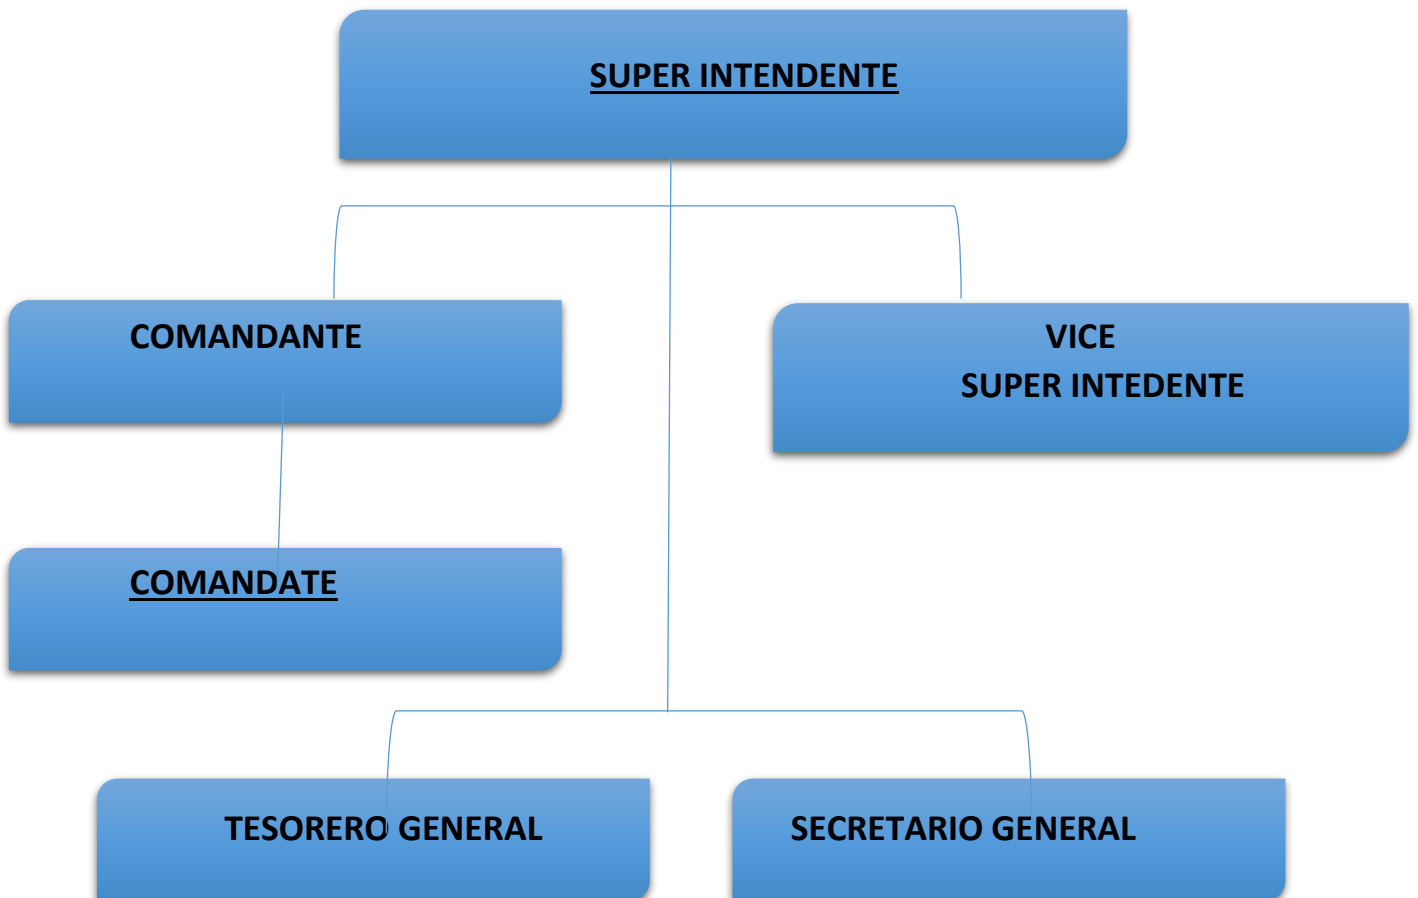 SUPER INTENDENTE
COMANDANTE
VICE
SUPER INTEDENTE
COMANDATE
TESORERO GENERAL
SECRETARIO GENERAL